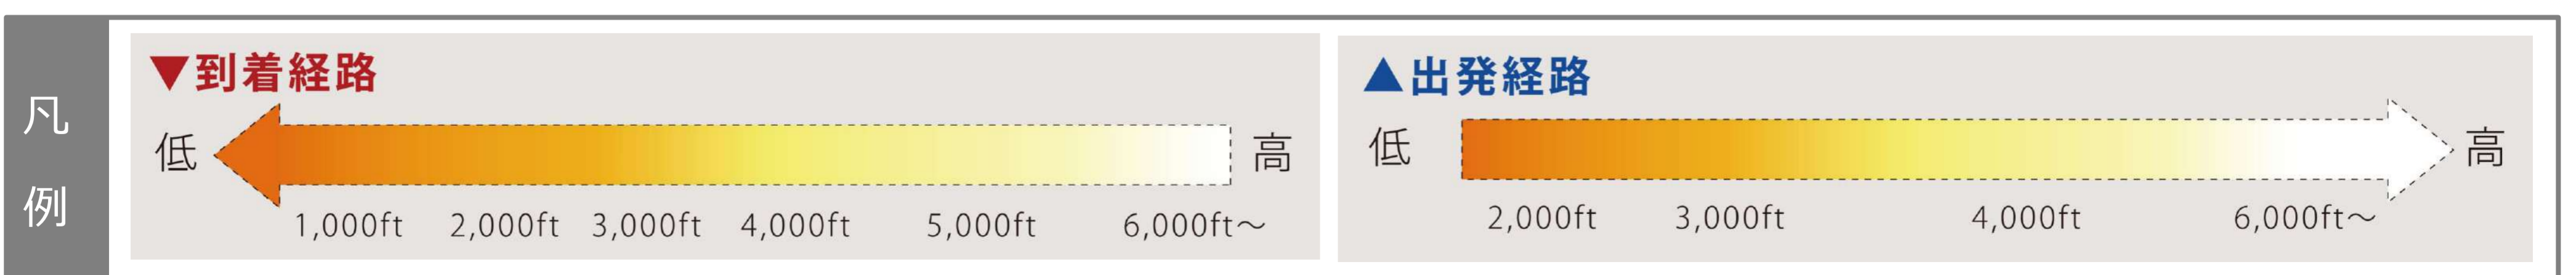 凡例
▼到着経路
低 高
1,000ft 2,000ft 3,000ft 4,000ft 5,000ft 6,000ft～
▲出発経路
低 高
2,000ft 3,000ft 4,000ft 6,000ft～